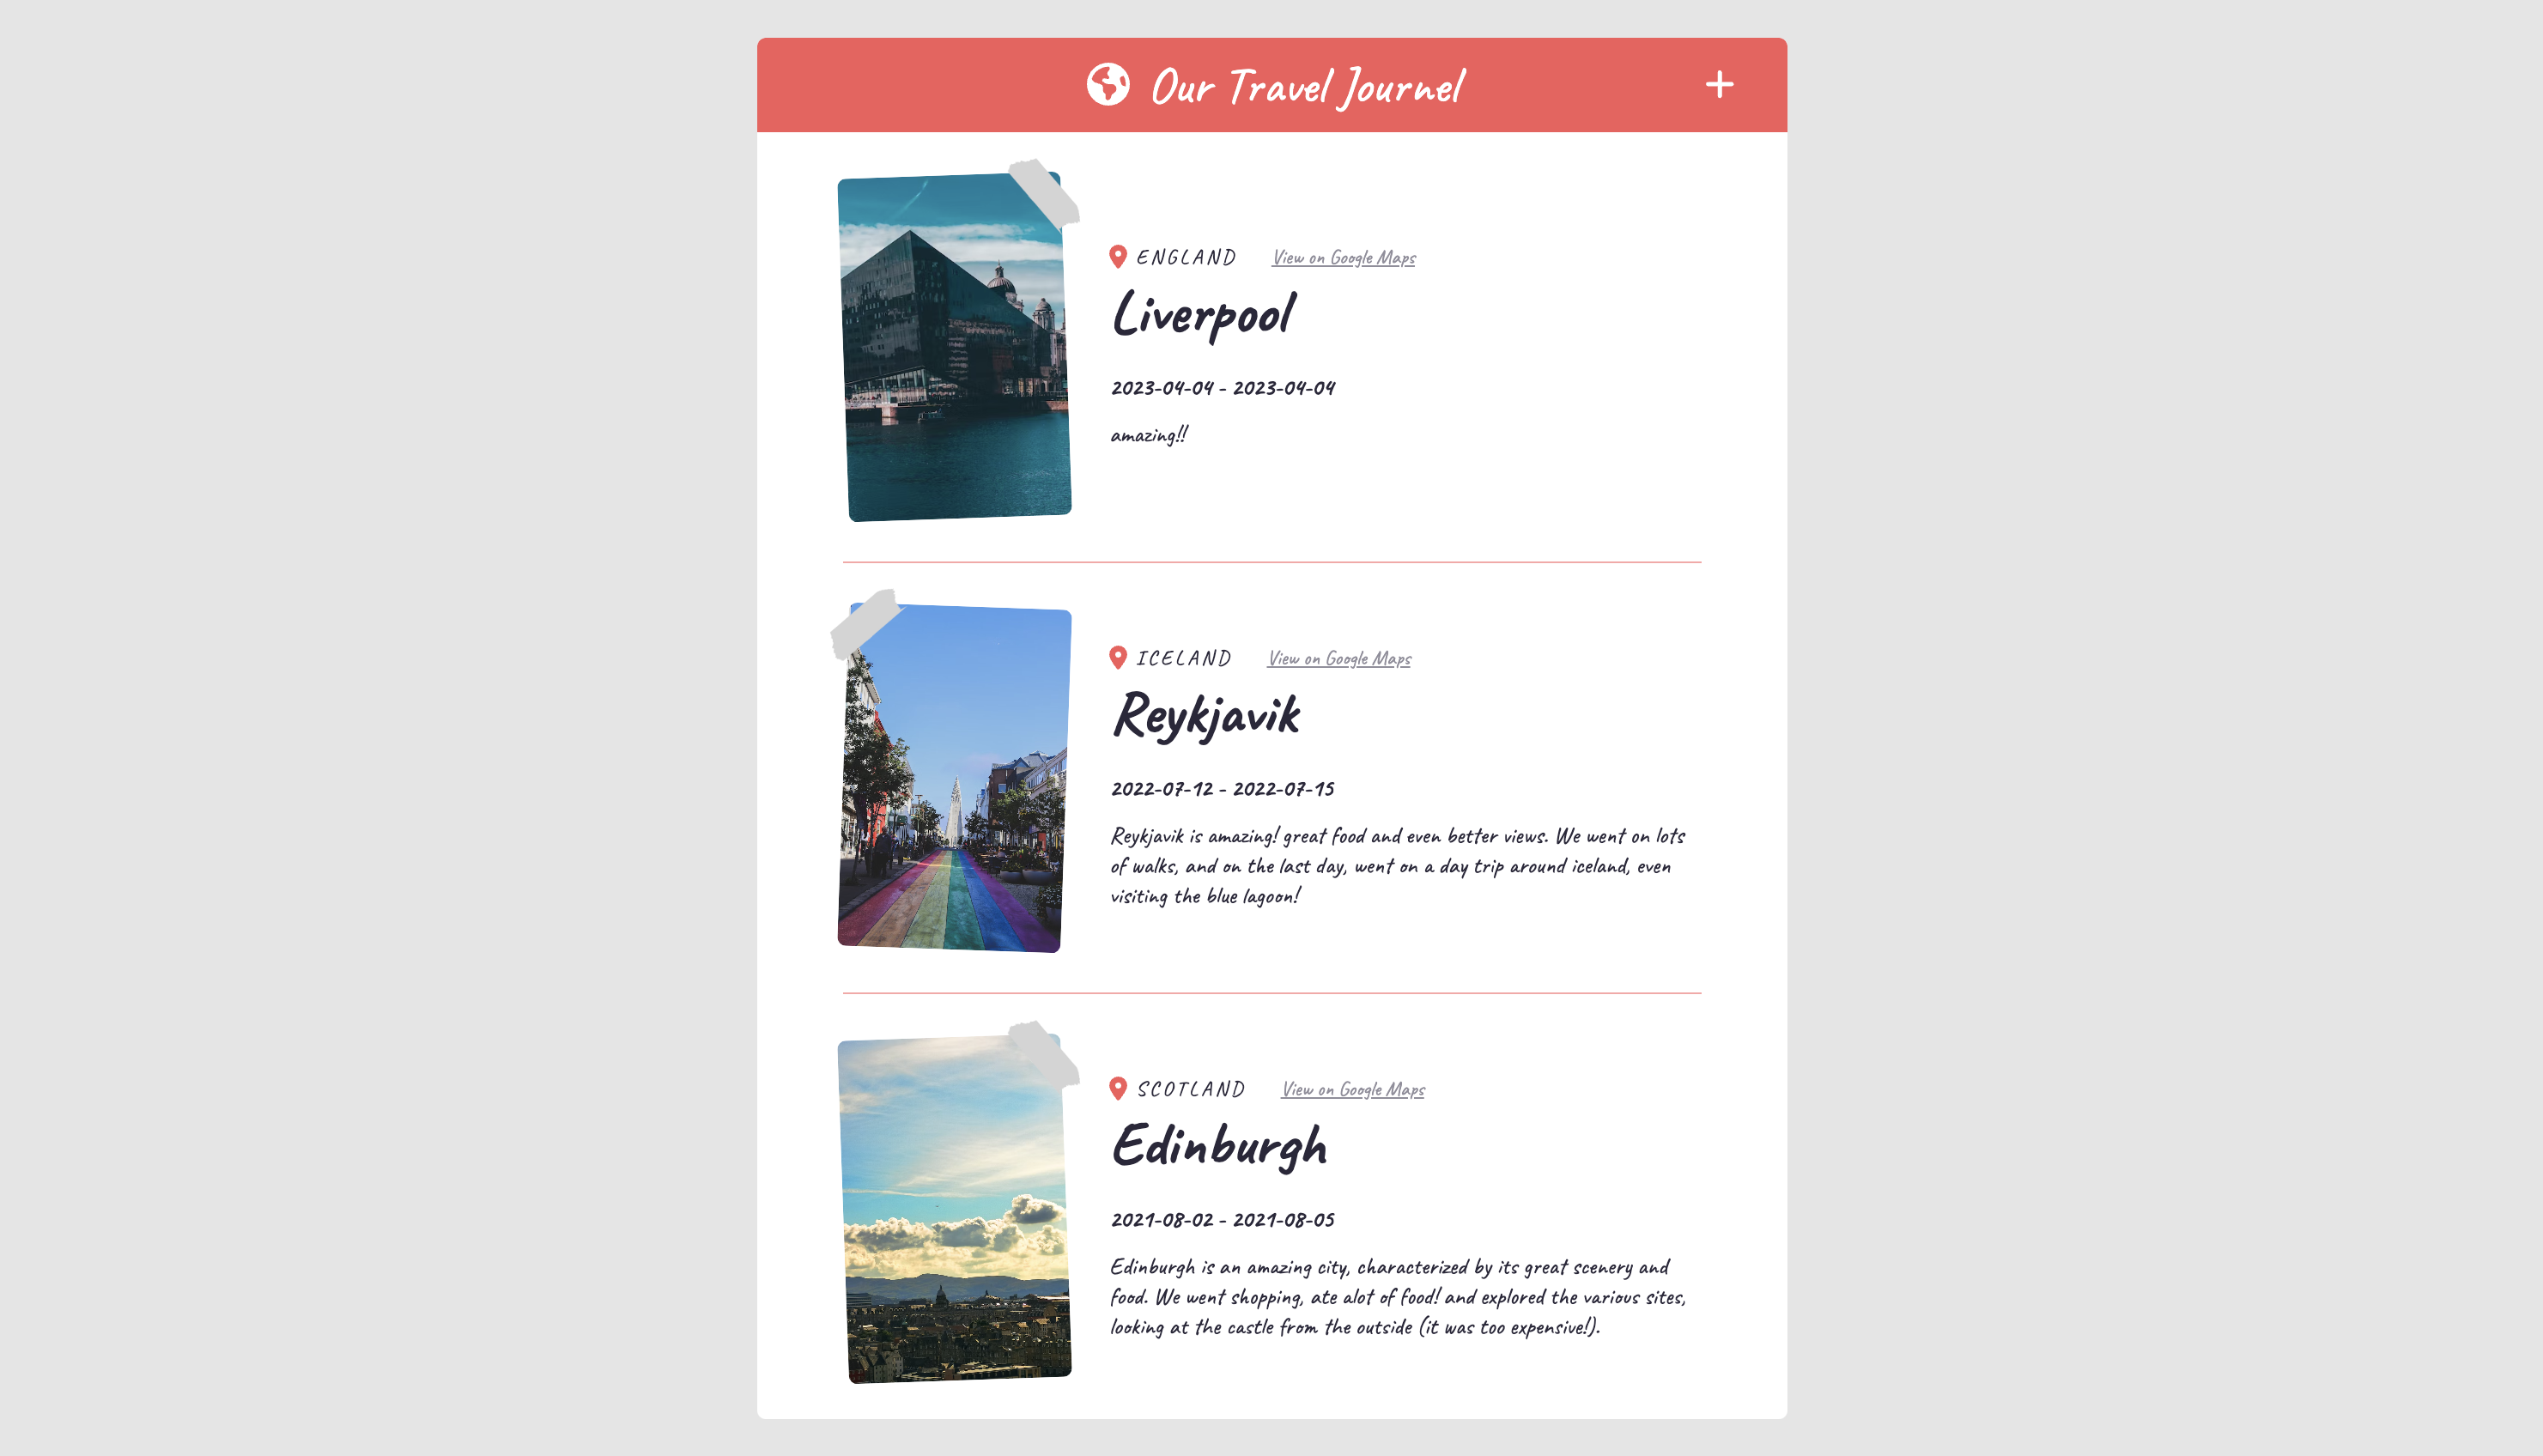 Our Travel Journel
ENGLAND View on Google Maps
Liverpool
2023-04-04 - 2023-04-04
amazing!!
ICELAND View on Google Maps
Reykjavik
2022-07-12 - 2022-07-15
Reykjavik is amazing! great food and even better views. We went on lots
of walks, and on the last day, went on a day trip around iceland, even
visiting the blue lagoon!
SCOTLAND View on Google Maps
Edinburgh
2021-08-02 - 2021-08-05
Edinburgh is an amazing city, characterized by its great scenery and
food. We went shopping, ate alot of food! and explored the various sites,
looking at the castle from the outside (it was too expensive!).